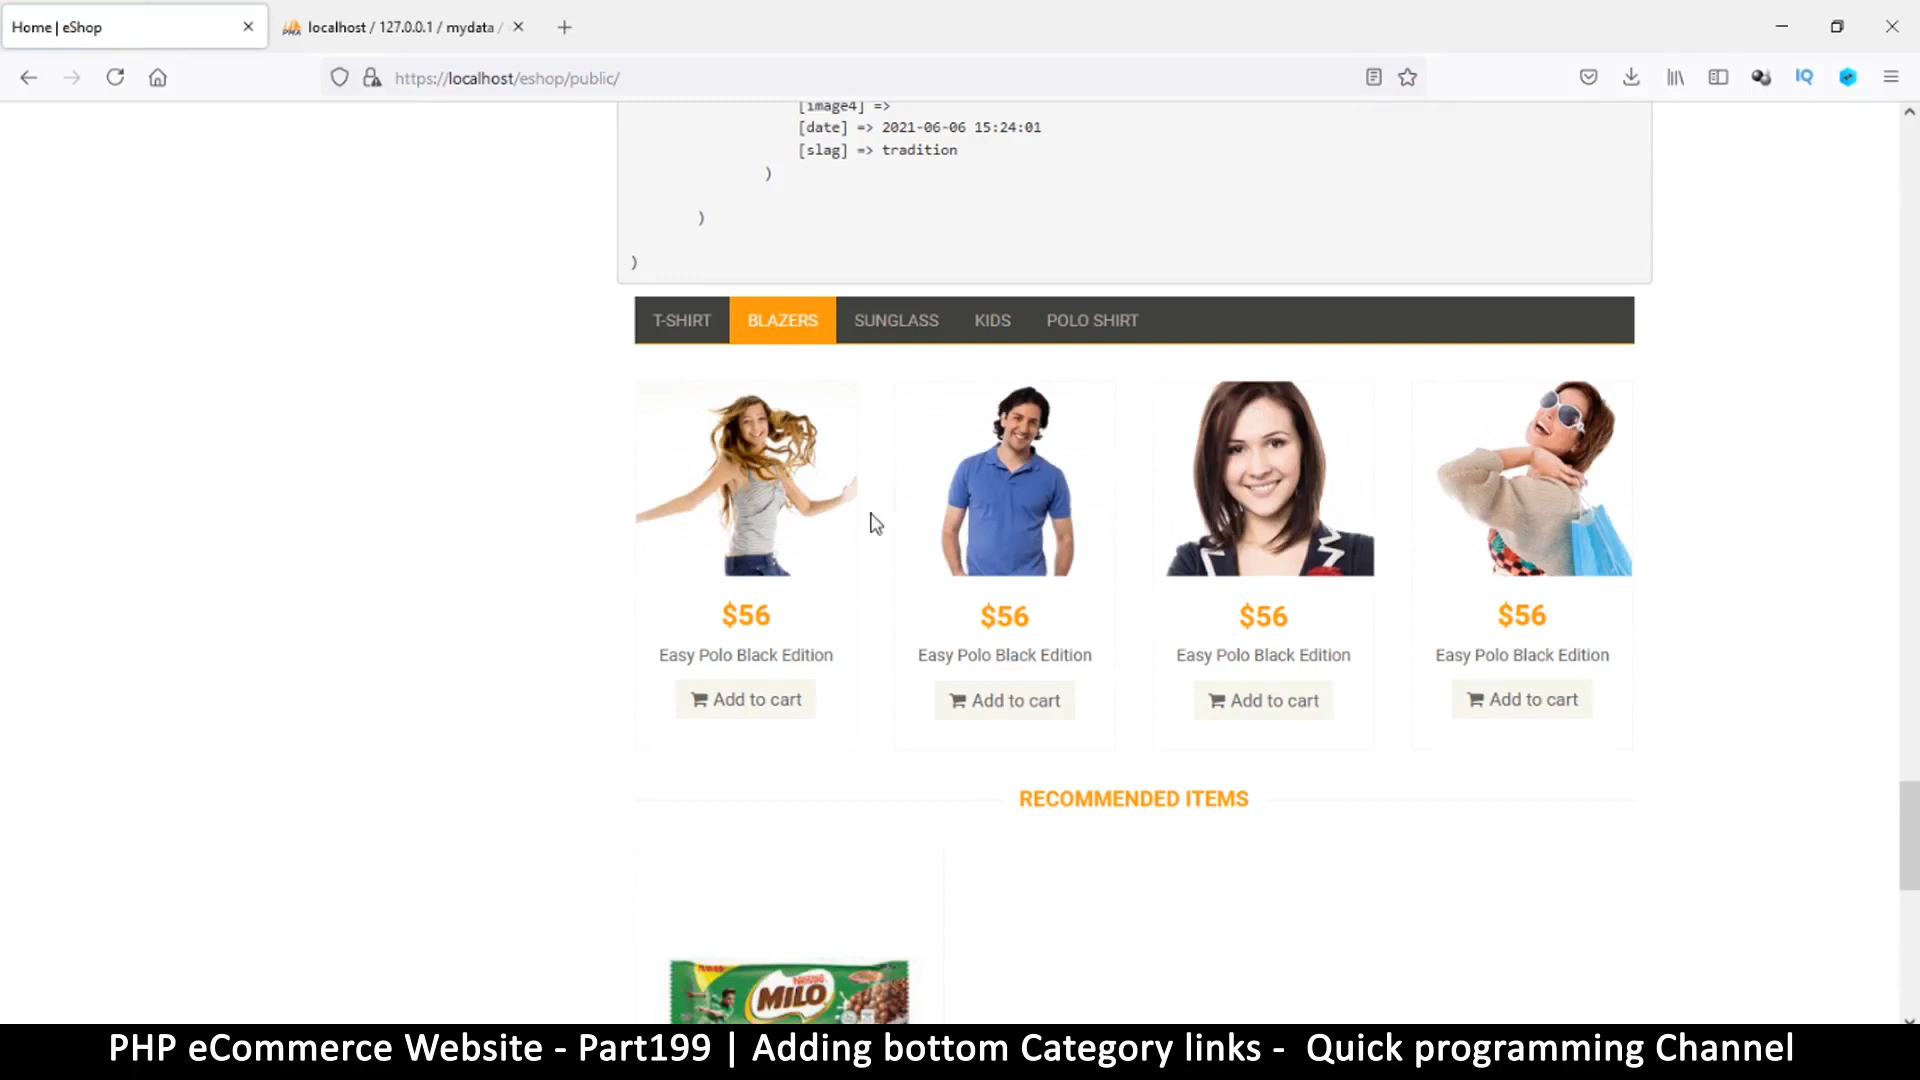 Home | eShop
localhost / 127.0.0.1 / mydata /
https://localhost/eshop/public/
IQ
[image4] =>
[date] => 2021-06-06 15:24:01
[slag] => tradition
)
)
)
T-SHIRT BLAZERS SUNGLASS KIDS POLO SHIRT
$56 $56 $56 $56
Easy Polo Black Edition Easy Polo Black Edition Easy Polo Black Edition Easy Polo Black Edition
Add to cart Add to cart Add to cart Add to cart
RECOMMENDED ITEMS
Nestlé
MILO
PHP eCommerce Website - Part199 | Adding bottom Category links - Quick programming Channel